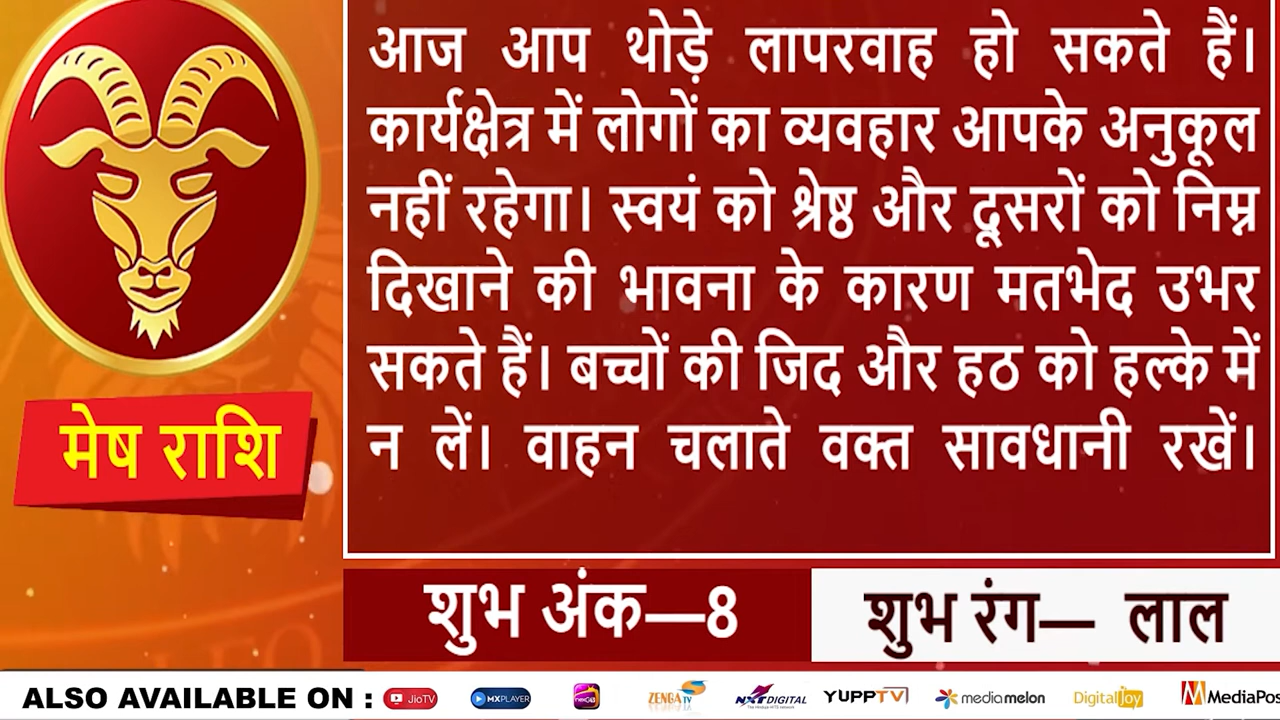 आज आप थोड़े लापरवाह हो सकते हैं।
कार्यक्षेत्र में लोगों का व्यवहार आपके अनुकूल
नहीं रहेगा। स्वयं को श्रेष्ठ और दूसरों को निम्न
दिखाने की भावना के कारण मतभेद उभर
सकते हैं। बच्चों की जिद और हठ को हल्के में
न लें। वाहन चलाते वक्त सावधानी रखें।
मेष राशि
शुभ अंक—8
शुभ रंग— लाल
ALSO AVAILABLE ON : JioTV MXPLAYER ZENGA TV NXTDIGITAL YUPPTV mediamelon DigitalJoy MediaPos